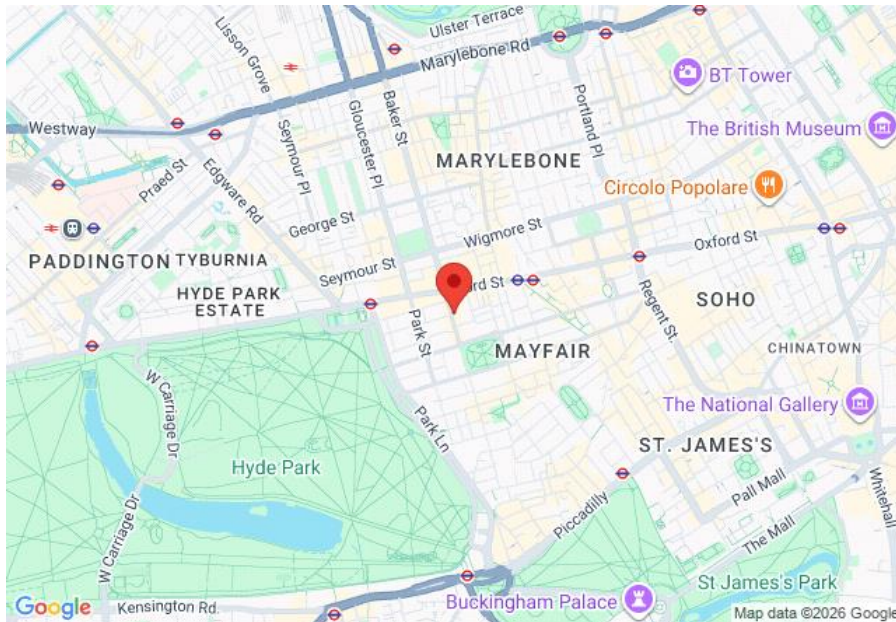 Ulster Terrace
Marylebone Rd
Lisson Grove
BT Tower
Westway
Baker St
Gloucester Pl
Portland Pl
Seymour Pl
The British Museum
MARYLEBONE
Praed St
Edgware Rd
Circolo Popolare
George St
Wigmore St
Oxford St
PADDINGTON
TYBURNIA
Seymour St
ord St
HYDE PARK
ESTATE
SOHO
Regent St.
Park St
MAYFAIR
CHINATOWN
W Carriage Dr
The National Gallery
Park Ln
ST. JAMES'S
Hyde Park
Pall Mall
Whitehall
Piccadilly
The Mall
W Carriage Dr
St James's Park
Buckingham Palace
Google
Kensington Rd
Map data ©2026 Google